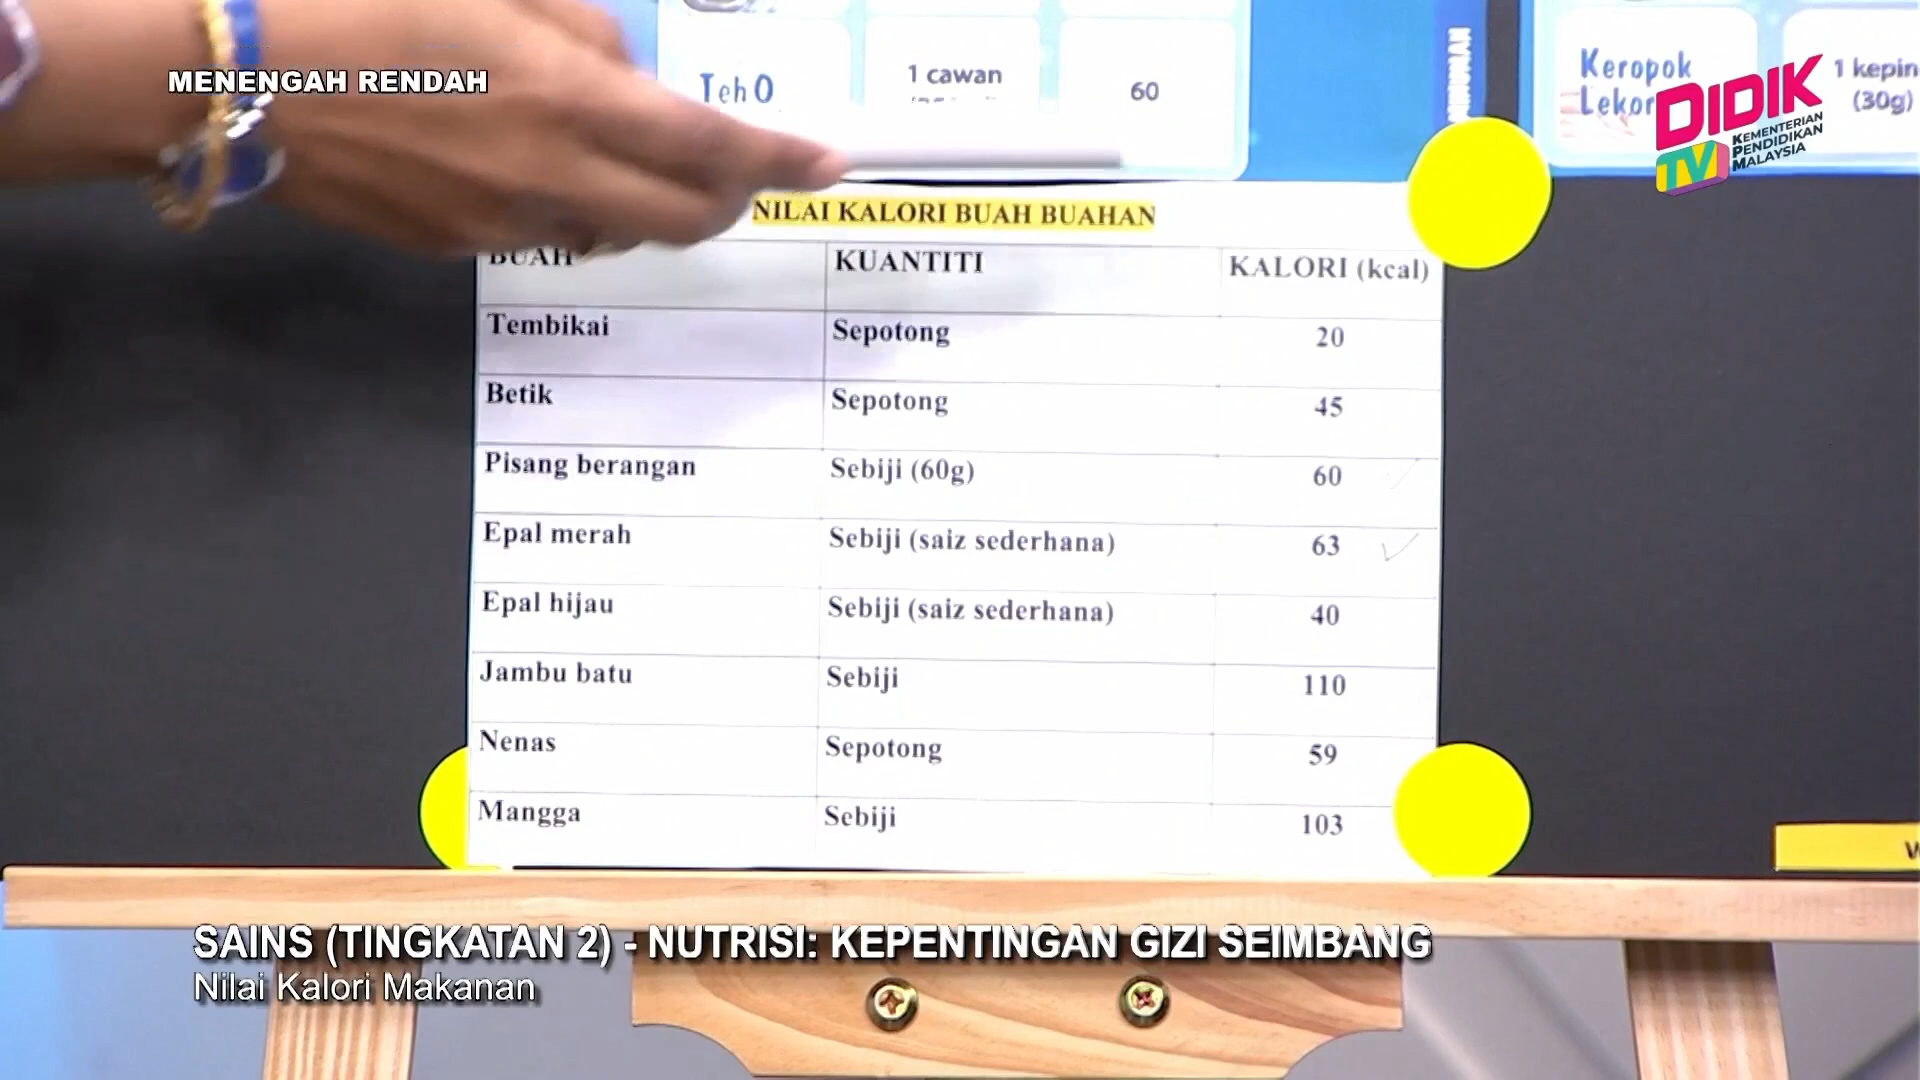 MENENGAH RENDAH
Teh O
1 cawan
60
MINUMAN
Keropok
Lekor
1 kepin
(30g)
DIDIK
TV
KEMENTERIAN
PENDIDIKAN
MALAYSIA
NILAI KALORI BUAH BUAHAN
BUAH KUANTITI KALORI (kcal)
Tembikai Sepotong 20
Betik Sepotong 45
Pisang berangan Sebiji (60g) 60
Epal merah Sebiji (saiz sederhana) 63
Epal hijau Sebiji (saiz sederhana) 40
Jambu batu Sebiji 110
Nenas Sepotong 59
Mangga Sebiji 103
SAINS (TINGKATAN 2) - NUTRISI: KEPENTINGAN GIZI SEIMBANG
Nilai Kalori Makanan